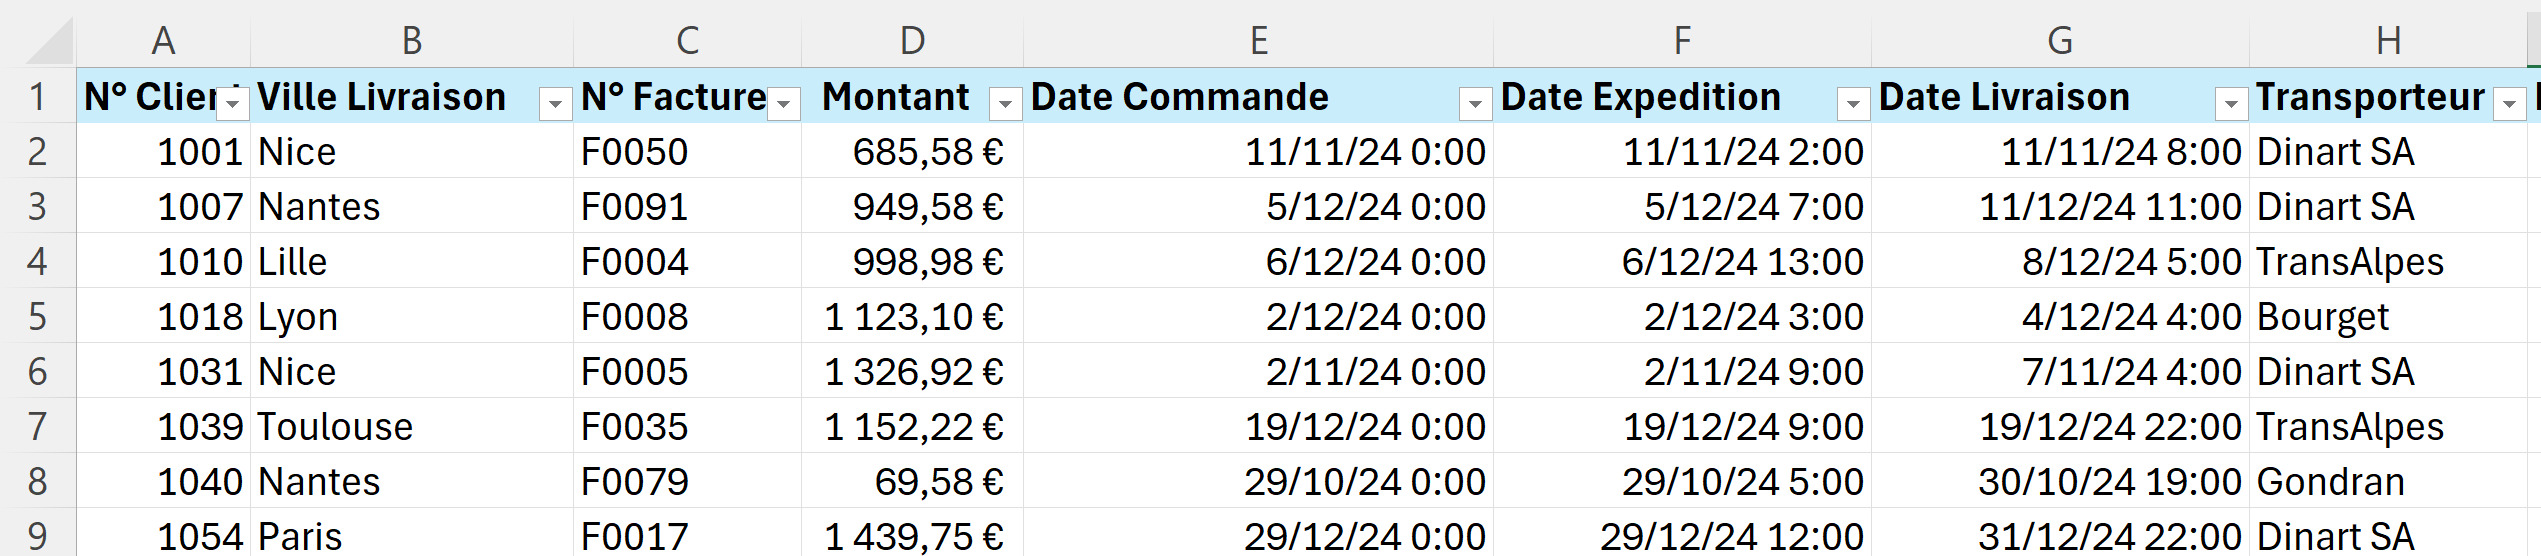 A B C D E F G H
1 N° Clien Ville Livraison N° Facture Montant Date Commande Date Expedition Date Livraison Transporteur
2 1001 Nice F0050 685,58 € 11/11/24 0:00 11/11/24 2:00 11/11/24 8:00 Dinart SA
3 1007 Nantes F0091 949,58 € 5/12/24 0:00 5/12/24 7:00 11/12/24 11:00 Dinart SA
4 1010 Lille F0004 998,98 € 6/12/24 0:00 6/12/24 13:00 8/12/24 5:00 TransAlpes
5 1018 Lyon F0008 1 123,10 € 2/12/24 0:00 2/12/24 3:00 4/12/24 4:00 Bourget
6 1031 Nice F0005 1 326,92 € 2/11/24 0:00 2/11/24 9:00 7/11/24 4:00 Dinart SA
7 1039 Toulouse F0035 1 152,22 € 19/12/24 0:00 19/12/24 9:00 19/12/24 22:00 TransAlpes
8 1040 Nantes F0079 69,58 € 29/10/24 0:00 29/10/24 5:00 30/10/24 19:00 Gondran
9 1054 Paris F0017 1 439,75 € 29/12/24 0:00 29/12/24 12:00 31/12/24 22:00 Dinart SA